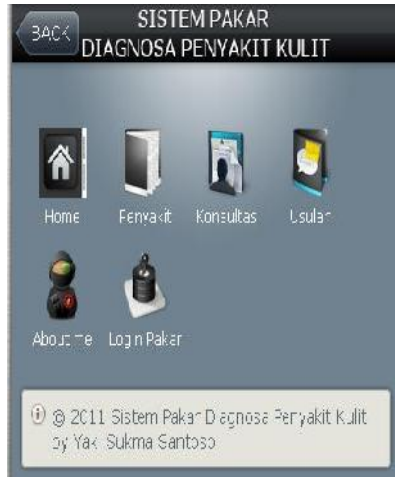 BACK
SISTEM PAKAR
DIAGNOSA PENYAKIT KULIT
Home
Penyakit
Konsultas
Usulan
About me
Login Pakar
© 2011 Sistem Pakar Diagnosa Penyakit Kulit
by Yaki Sukma Santoso